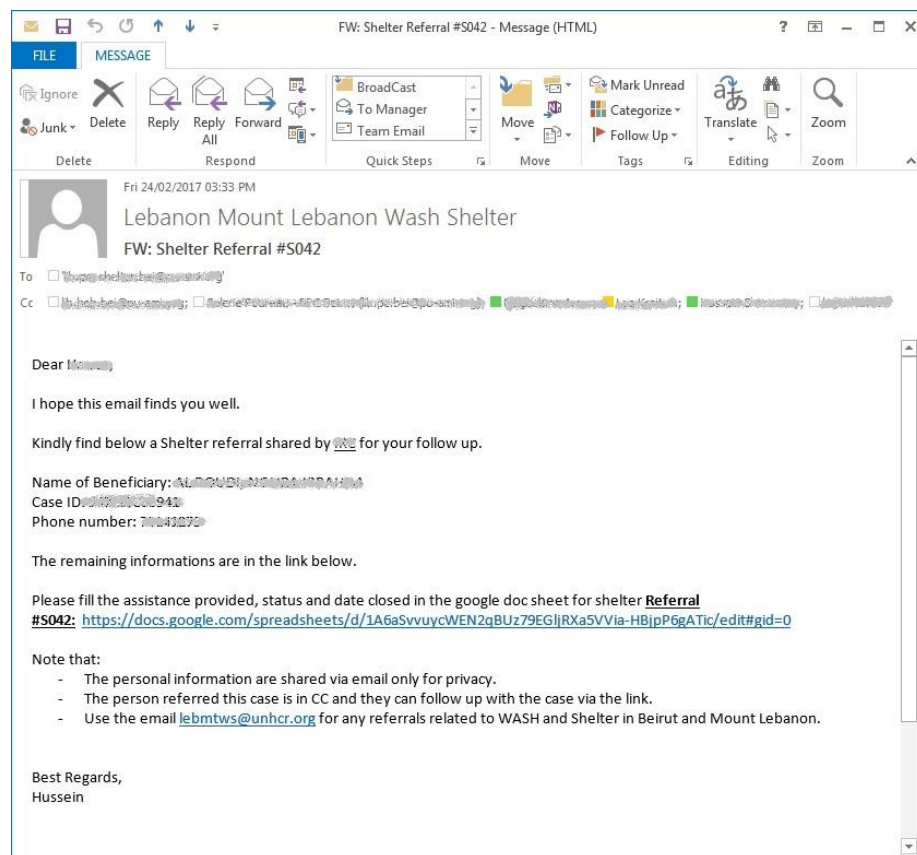 FW: Shelter Referral #S042 - Message (HTML)
FILE MESSAGE
Ignore
Junk
Delete
Reply
Reply All
Forward
BroadCast
To Manager
Team Email
Move
Mark Unread
Categorize
Follow Up
Translate
Zoom
Delete Respond Quick Steps Move Tags Editing Zoom
Fri 24/02/2017 03:33 PM
Lebanon Mount Lebanon Wash Shelter
FW: Shelter Referral #S042
To
Cc
Dear
I hope this email finds you well.
Kindly find below a Shelter referral shared by for your follow up.
Name of Beneficiary:
Case ID
Phone number:
The remaining informations are in the link below.
Please fill the assistance provided, status and date closed in the google doc sheet for shelter Referral
#S042: https://docs.google.com/spreadsheets/d/1A6aSvvuycWEN2qBUz79EGljRXa5VVia-HBjpP6gATic/edit#gid=0
Note that:
- The personal information are shared via email only for privacy.
- The person referred this case is in CC and they can follow up with the case via the link.
- Use the email lebmtws@unhcr.org for any referrals related to WASH and Shelter in Beirut and Mount Lebanon.
Best Regards,
Hussein